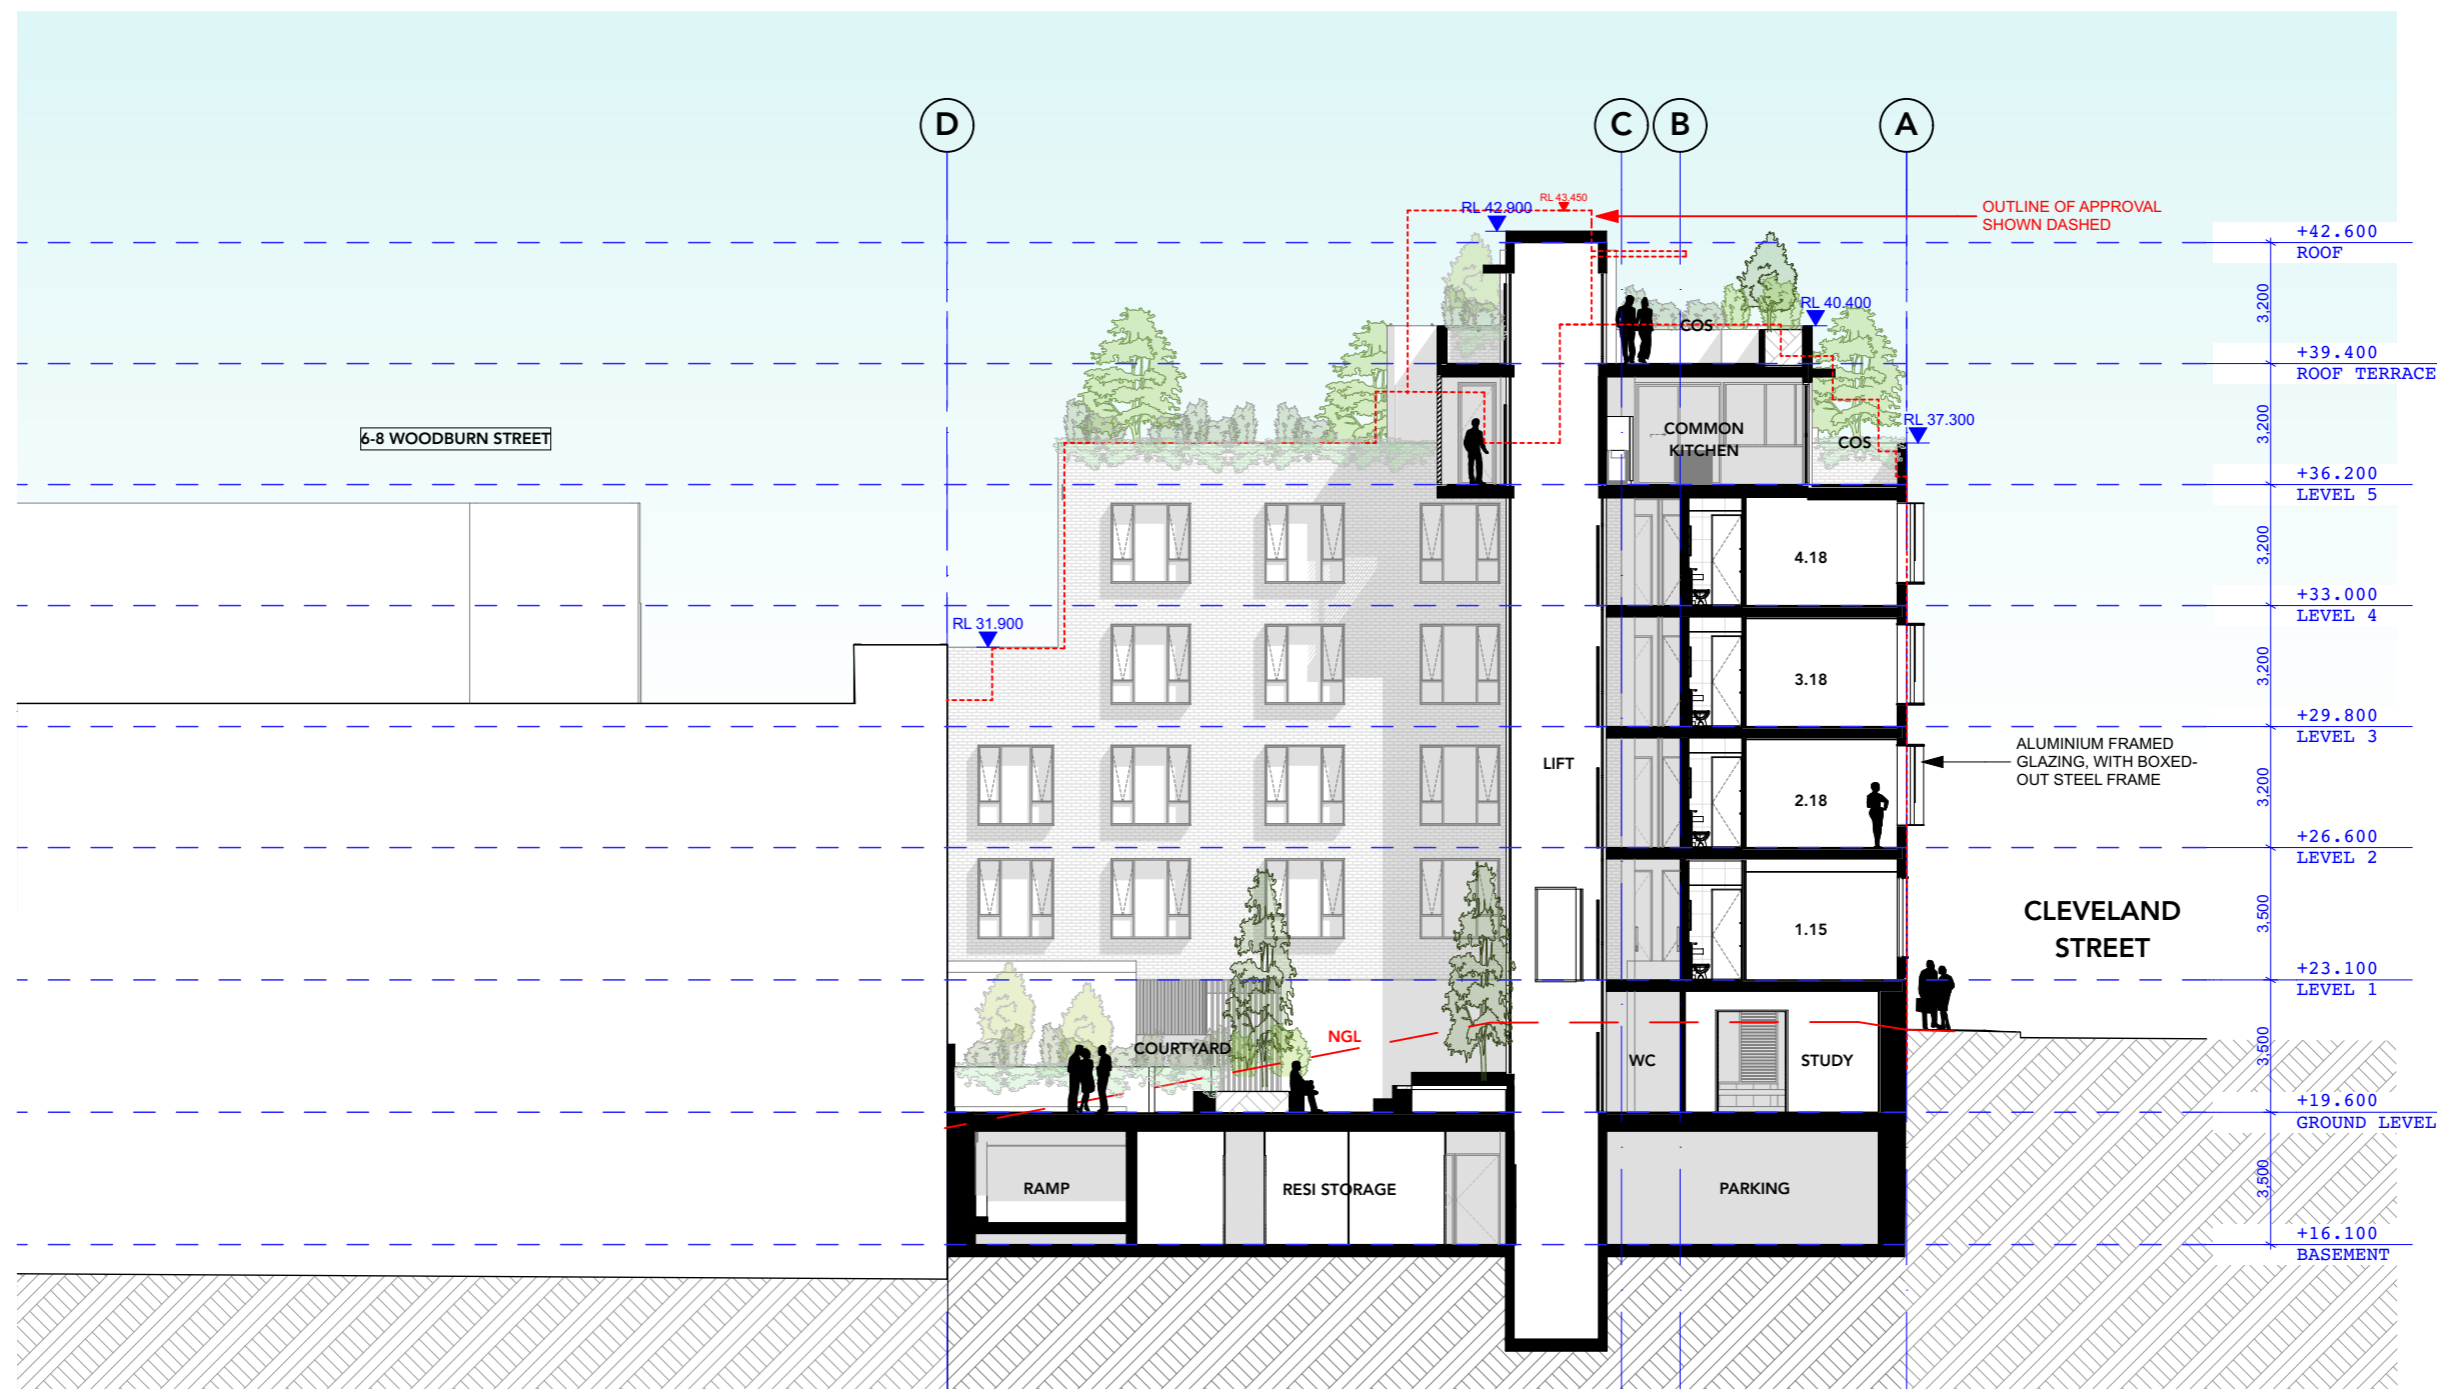 D
C
B
A
RL 43.450
RL 42.900
OUTLINE OF APPROVAL
SHOWN DASHED
+42.600
ROOF
3,200
COS
RL 40.400
+39.400
ROOF TERRACE
3,200
6-8 WOODBURN STREET
COMMON
KITCHEN
COS
RL 37.300
+36.200
LEVEL 5
3,200
4.18
+33.000
LEVEL 4
RL 31.900
3,200
3.18
+29.800
LEVEL 3
3,200
LIFT
ALUMINIUM FRAMED
GLAZING, WITH BOXED-
OUT STEEL FRAME
2.18
+26.600
LEVEL 2
3,500
1.15
CLEVELAND
STREET
+23.100
LEVEL 1
3,500
NGL
COURTYARD
WC
STUDY
+19.600
GROUND LEVEL
3,500
RAMP
RESI STORAGE
PARKING
+16.100
BASEMENT